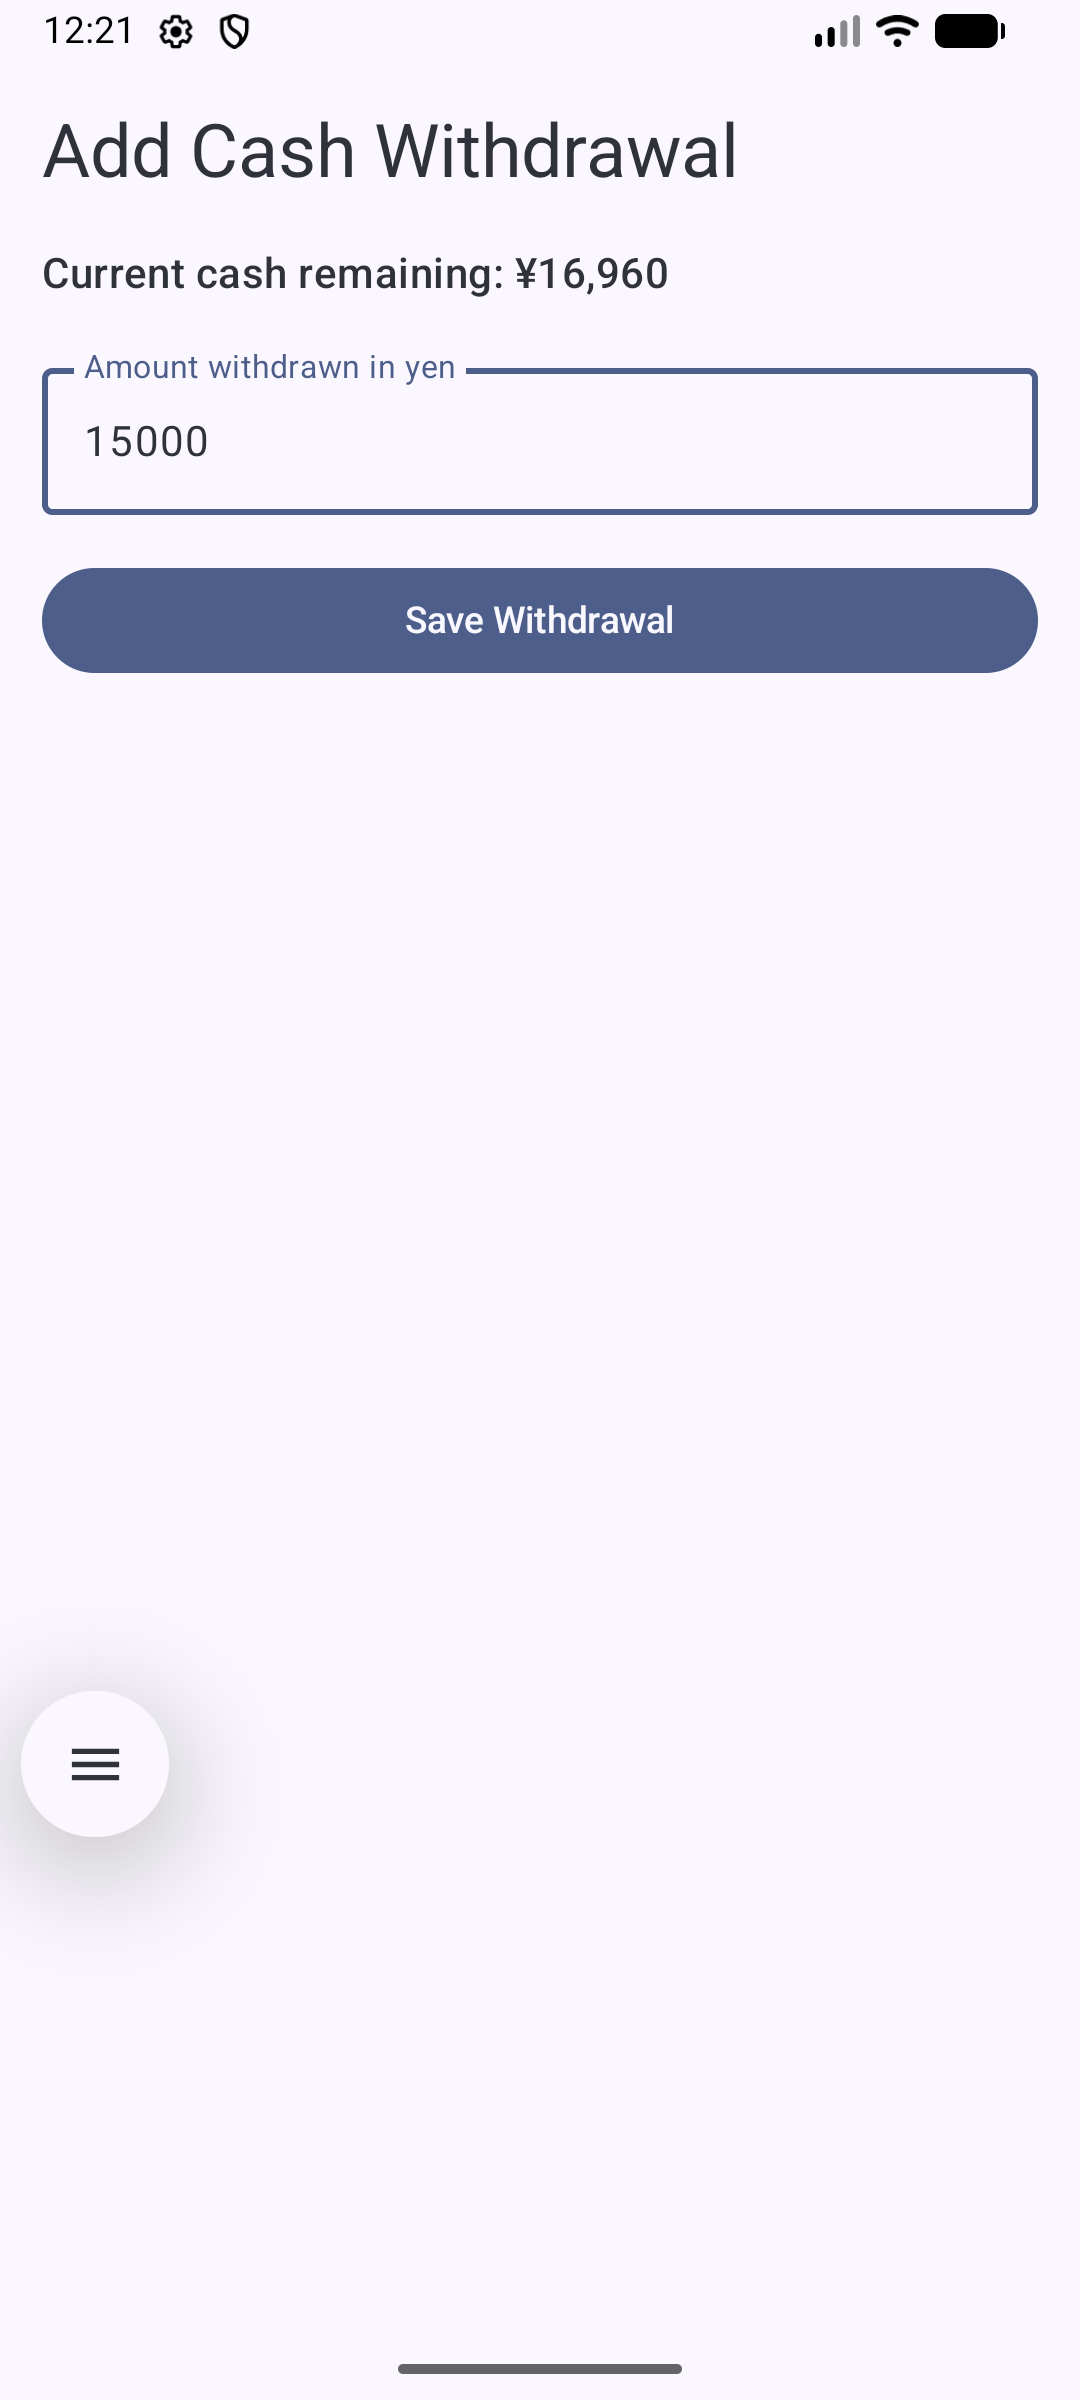 12:21
Add Cash Withdrawal
Current cash remaining: ¥16,960
Amount withdrawn in yen
15000
Save Withdrawal